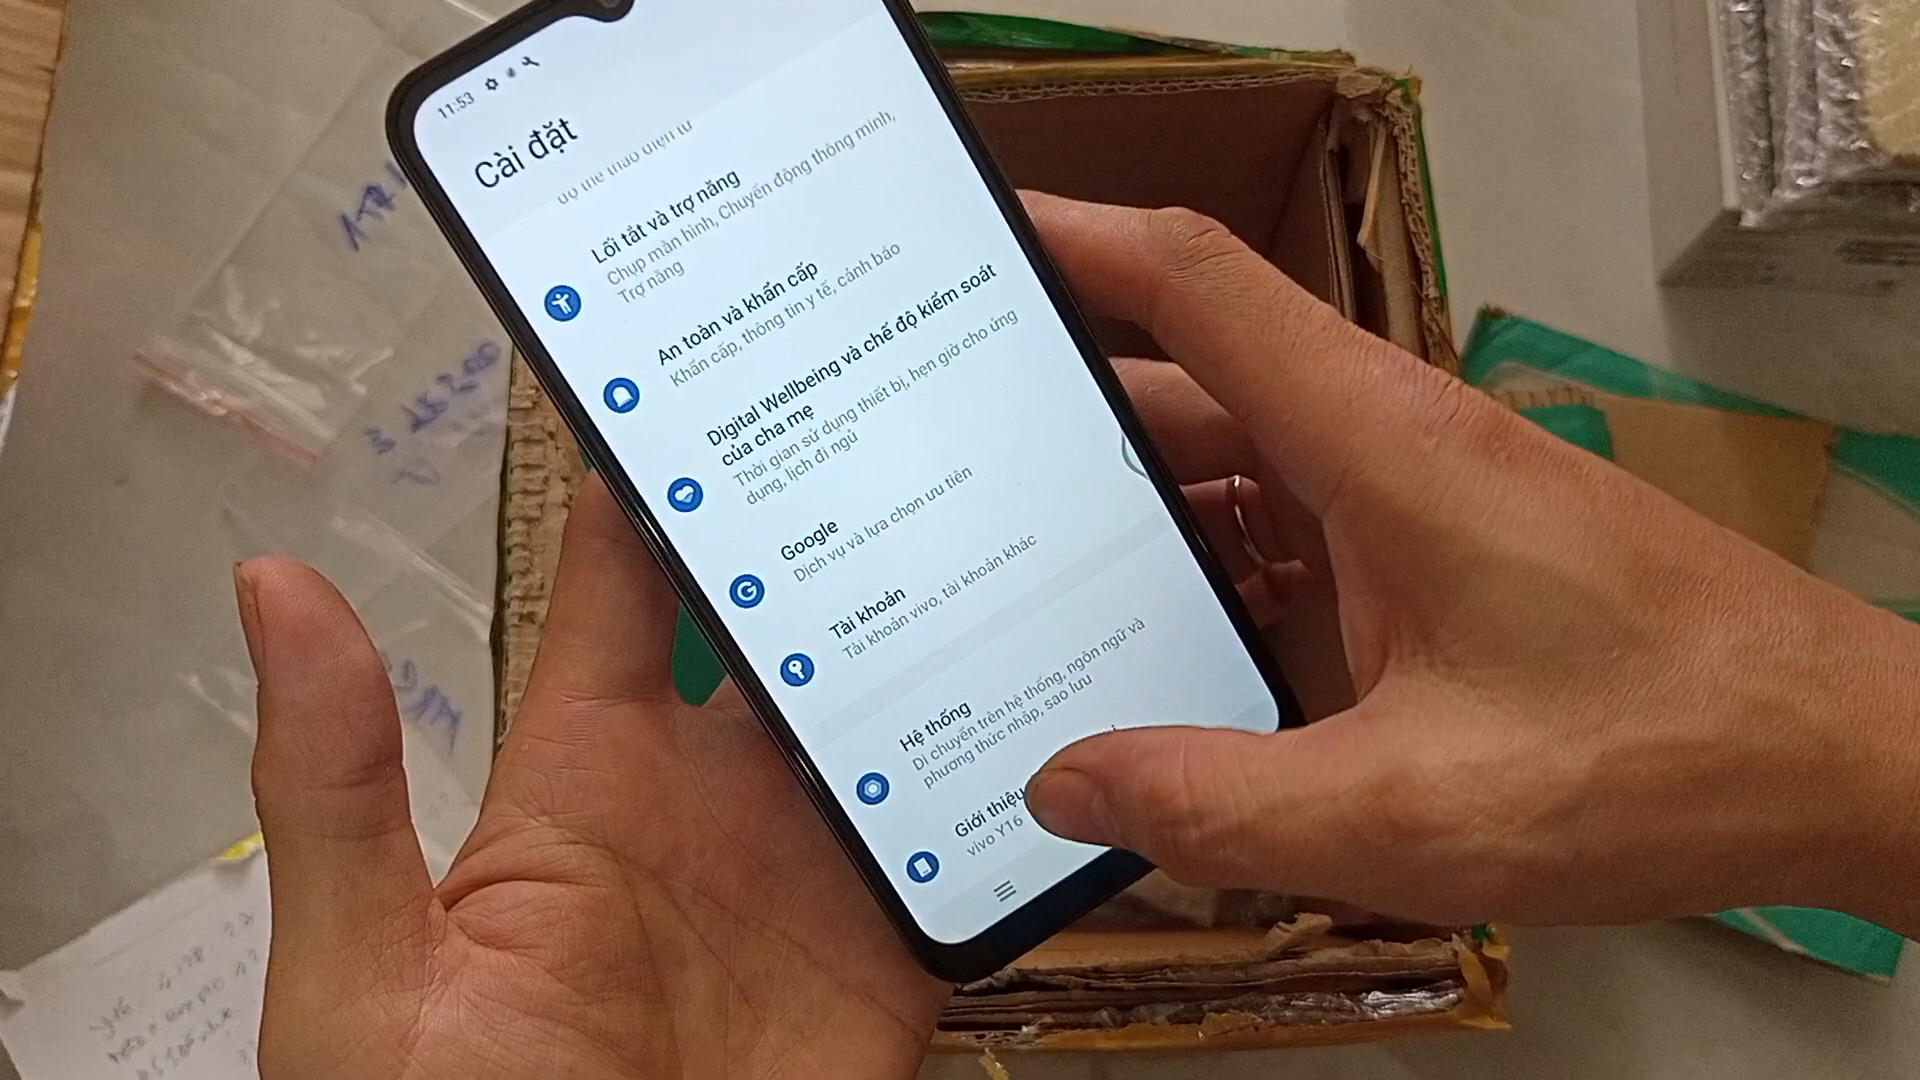 11:53
Cài đặt
Lối tắt và trợ năng
Chụp màn hình, Chuyển động thông minh,
Trợ năng
An toàn và khẩn cấp
Khẩn cấp, thông tin y tế, cảnh báo
Digital Wellbeing và chế độ kiểm soát
của cha mẹ
Thời gian sử dụng thiết bị, hẹn giờ cho ứng
dụng, lịch đi ngủ
Google
Dịch vụ và lựa chọn ưu tiên
Tài khoản
Tài khoản vivo, tài khoản khác
Hệ thống
Di chuyển trên hệ thống, ngôn ngữ và
phương thức nhập, sao lưu
Giới thiệu
vivo Y16